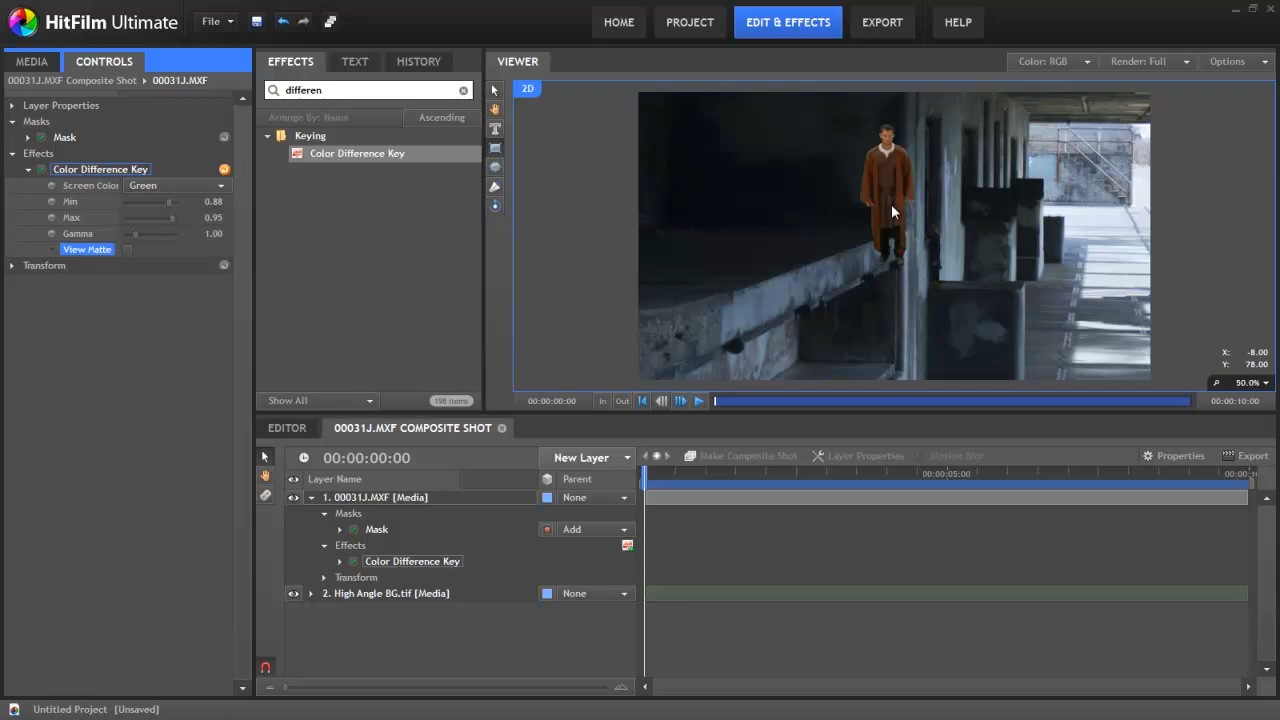 HitFilm Ultimate File HOME PROJECT EDIT & EFFECTS EXPORT HELP
MEDIA CONTROLS
00031J.MXF Composite Shot 00031J.MXF
Layer Properties
Masks
Mask
Effects
Color Difference Key
Screen Color Green
Min 0.88
Max 0.95
Gamma 1.00
View Matte
Transform
EFFECTS TEXT HISTORY
differen
Arrange By: Name Ascending
Keying
Color Difference Key
Show All 198 items
VIEWER Color: RGB Render: Full Options
2D
X: -8.00
Y: 78.00
50.0%
00:00:00:00 In Out 00:00:10:00
EDITOR 00031J.MXF COMPOSITE SHOT
00:00:00:00 New Layer Make Composite Shot Layer Properties Motion Blur Properties Export
Layer Name Parent 00:00:05:00
1. 00031J.MXF [Media] None
Masks
Mask Add
Effects
Color Difference Key
Transform
2. High Angle BG.tif [Media] None
Untitled Project [Unsaved]